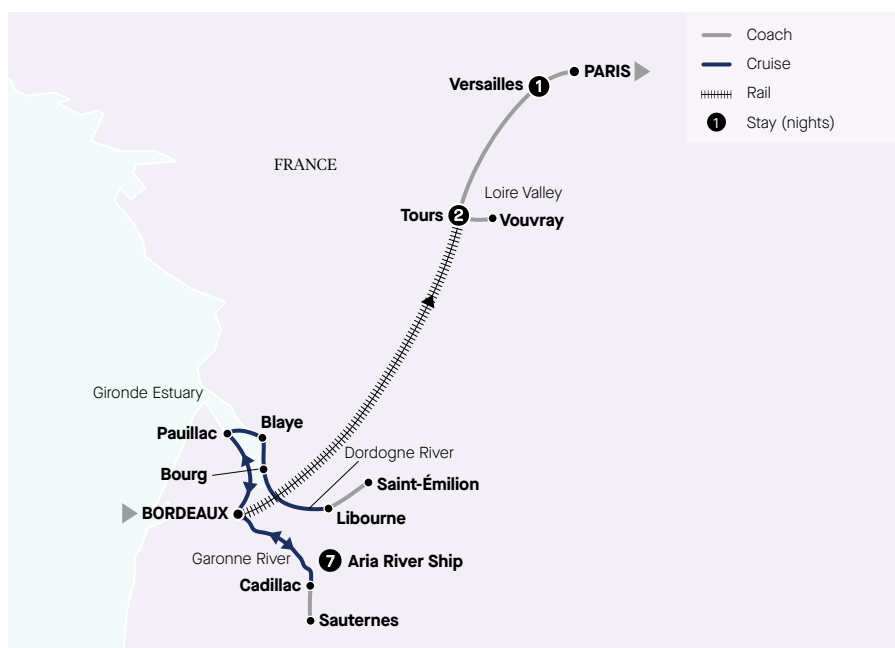 Coach
Cruise
Rail
1 Stay (nights)
PARIS
Versailles 1
FRANCE
Loire Valley
Tours 2
Vouvray
Gironde Estuary
Blaye
Pauillac
Dordogne River
Bourg
Saint-Émilion
BORDEAUX
Libourne
Garonne River
7 Aria River Ship
Cadillac
Sauternes